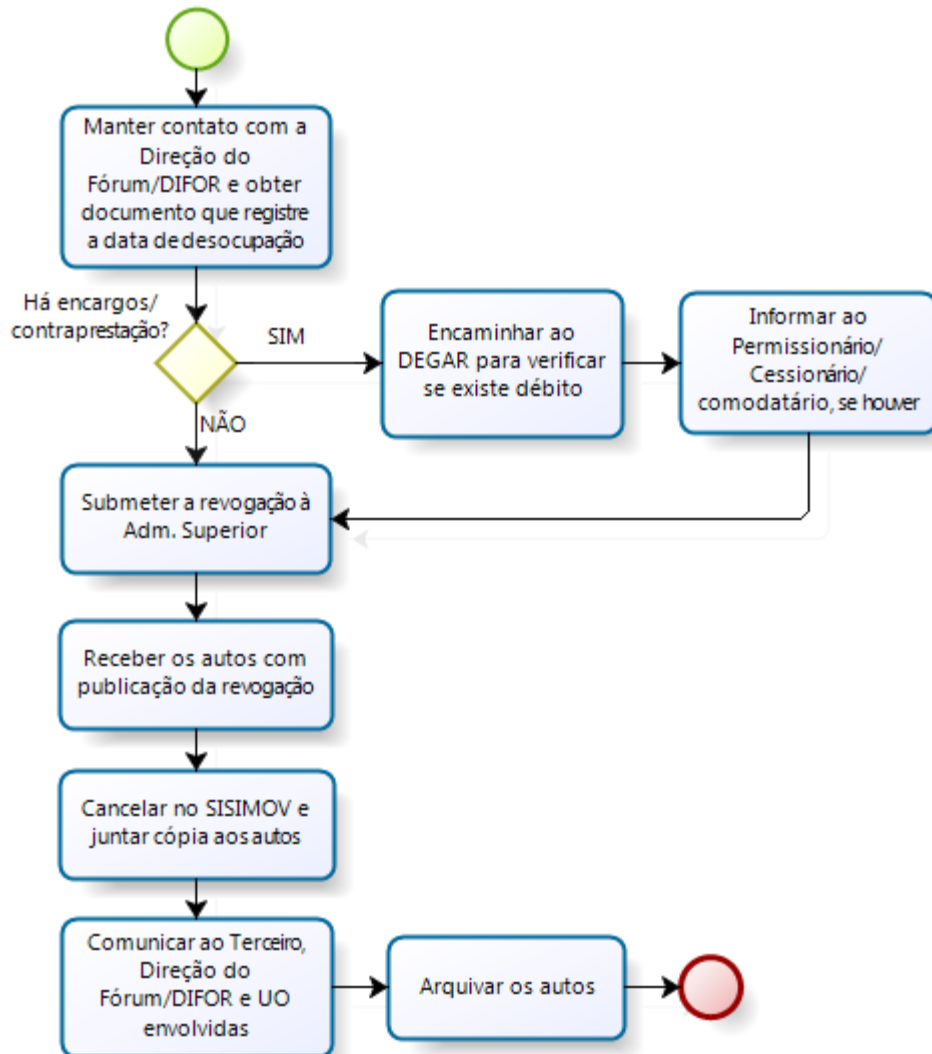 Manter contato com a
Direção do
Fórum/DIFOR e obter
documento que registre
a data de desocupação
Há encargos/
contraprestação?
SIM
Encaminhar ao
DEGAR para verificar
se existe débito
Informar ao
Permissionário/
Cessionário/
comodatário, se houver
NÃO
Submeter a revogação à
Adm. Superior
Receber os autos com
publicação da revogação
Cancelar no SISIMOV e
juntar cópia aos autos
Comunicar ao Terceiro,
Direção do
Fórum/DIFOR e UO
envolvidas
Arquivar os autos